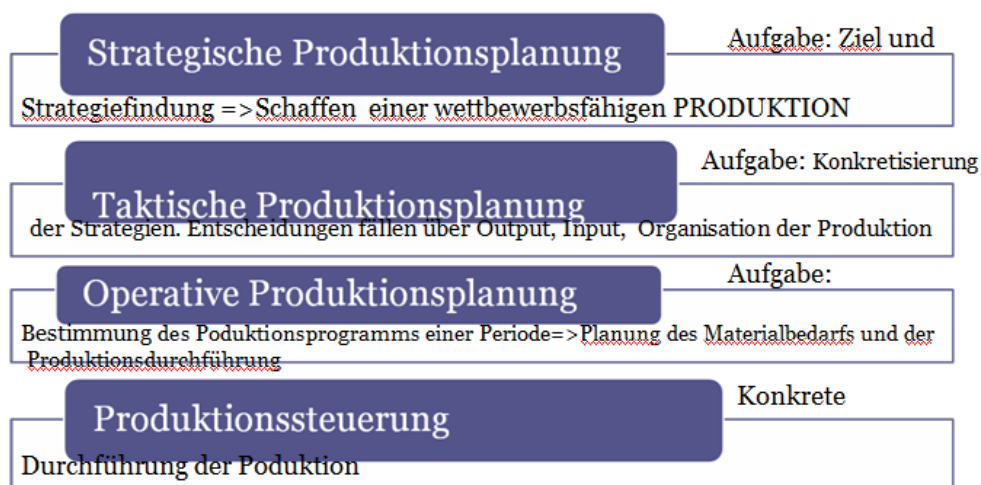 Strategische Produktionsplanung
Aufgabe: Ziel und
Strategiefindung =>Schaffen einer wettbewerbsfähigen PRODUKTION
Aufgabe: Konkretisierung
Taktische Produktionsplanung
der Strategien. Entscheidungen fällen über Output, Input, Organisation der Produktion
Aufgabe:
Operative Produktionsplanung
Bestimmung des Poduktionsprogramms einer Periode=>Planung des Materialbedarfs und der
Produktionsdurchführung
Konkrete
Produktionssteuerung
Durchführung der Poduktion